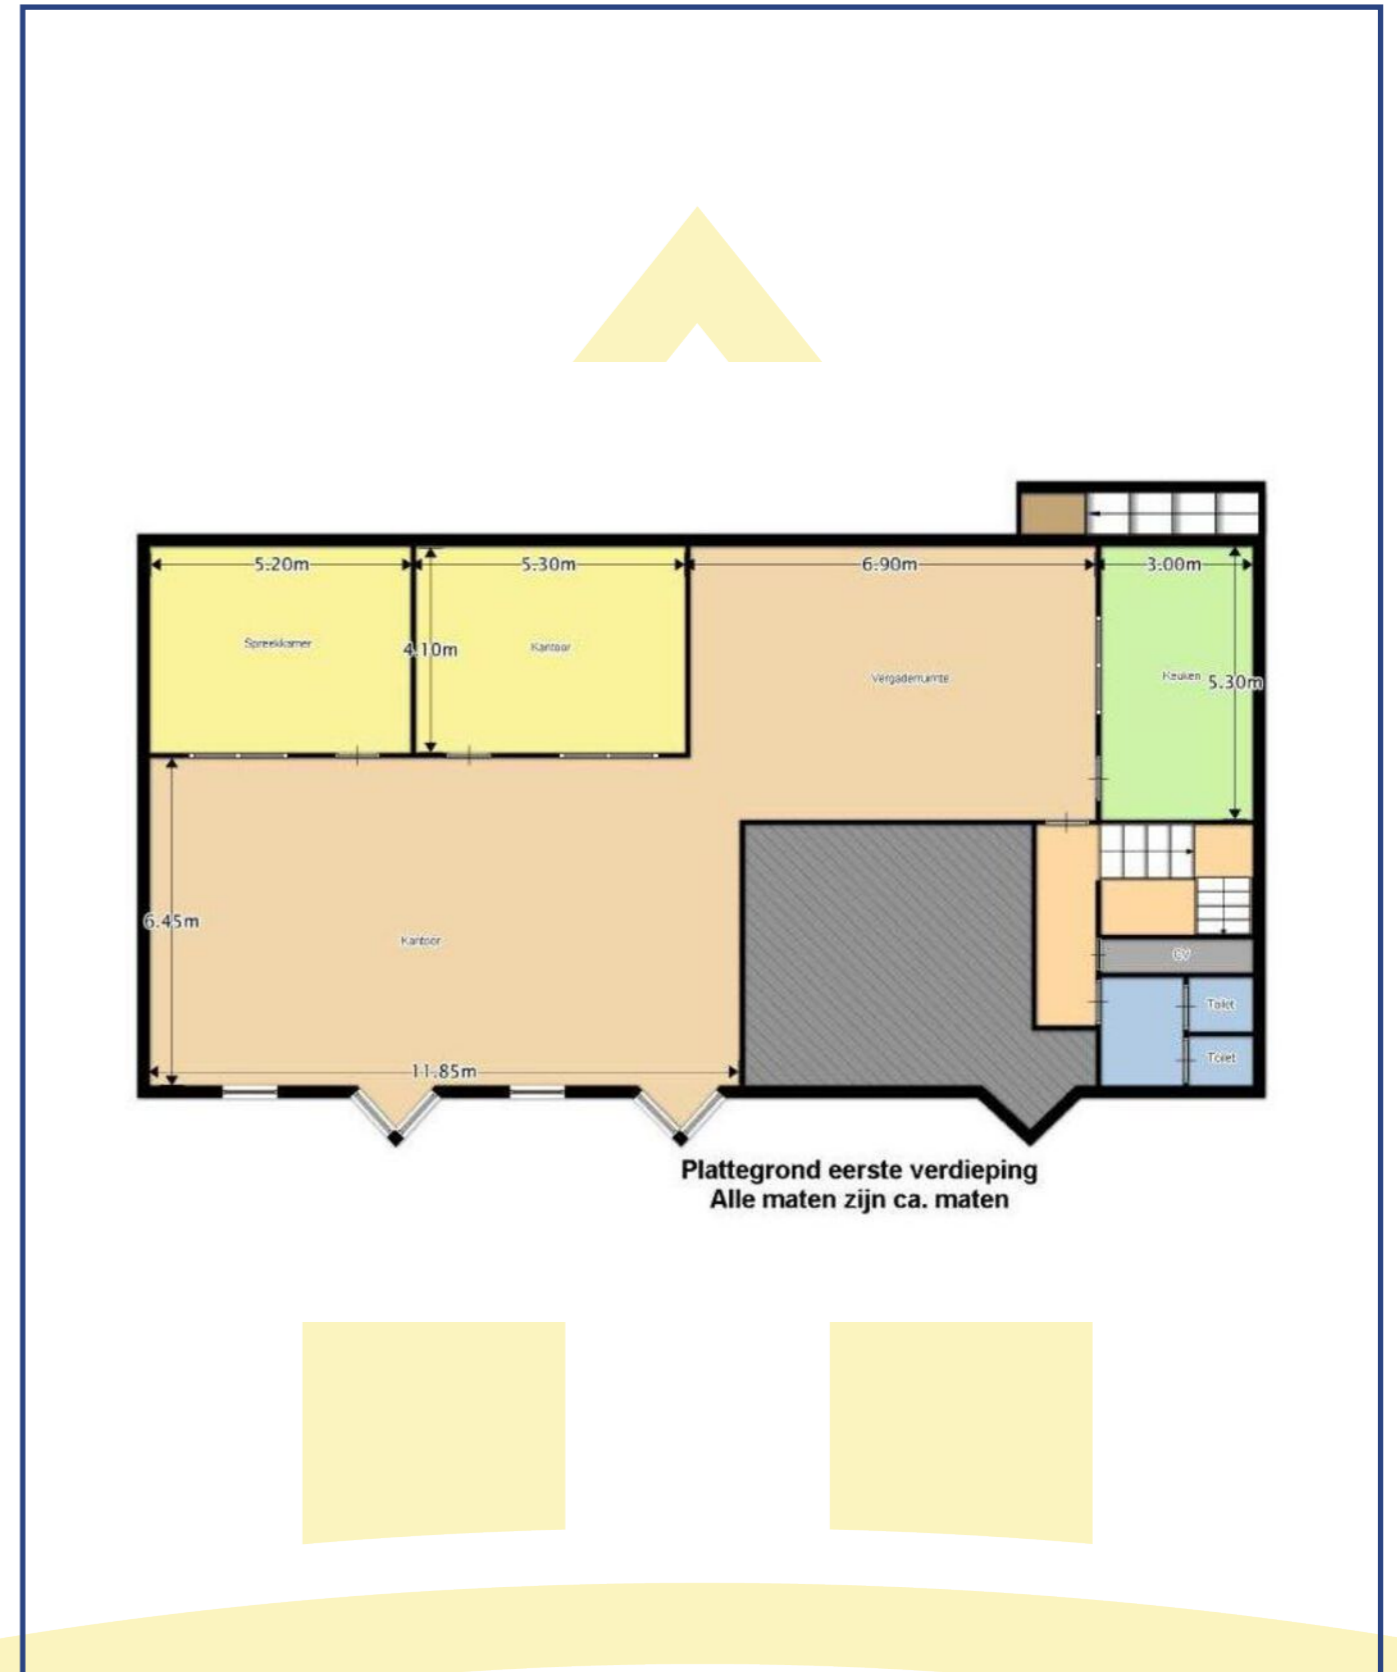 5.20m
5.30m
6.90m
3.00m
Spreekkamer
4.10m
Kantoor
Vergaderruimte
Keuken
5.30m
6.45m
Kantoor
CV
Toilet
Toilet
11.85m
Plattegrond eerste verdieping
Alle maten zijn ca. maten